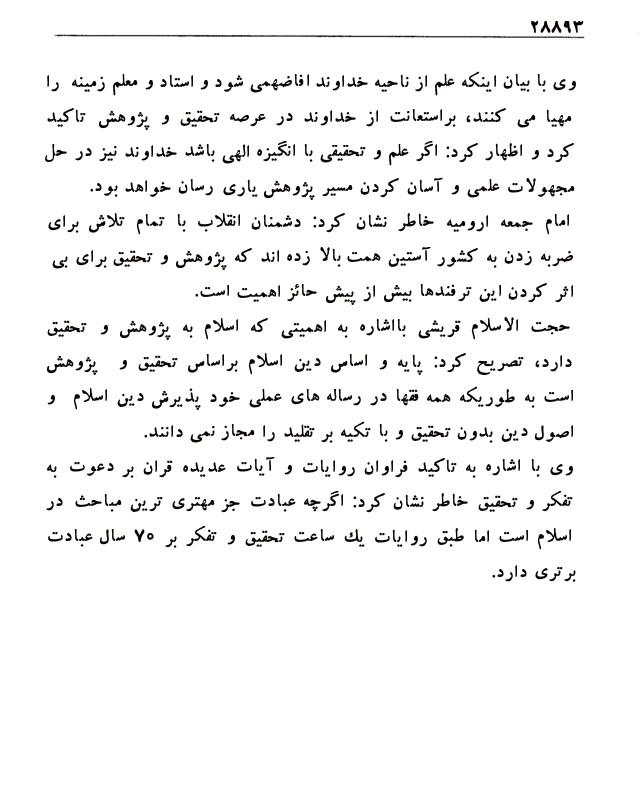 ۲۸۸۹۳
وی با بیان اینکه علم از ناحیه خداوند افاضهمی شود و استاد و معلم زمینه را
مهیا می کنند، براستعانت از خداوند در عرصه تحقیق و پژوهش تاکید
کرد و اظهار کرد: اگر علم و تحقیقی با انگیزه الهی باشد خداوند نیز در حل
مجهولات علمی و آسان کردن مسیر پژوهش یاری رسان خواهد بود.
امام جمعه ارومیه خاطر نشان کرد: دشمنان انقلاب با تمام تلاش برای
ضربه زدن به کشور آستین همت بالا زده اند که پژوهش و تحقیق برای بی
اثر کردن این ترفندها بیش از پیش حائز اهمیت است.
حجت الاسلام قریشی بااشاره به اهمیتی که اسلام به پژوهش و تحقیق
دارد، تصریح کرد: پایه و اساس دین اسلام براساس تحقیق و پژوهش
است به طوریکه همه فقها در رساله های عملی خود پذیرش دین اسلام و
اصول دین بدون تحقیق و با تکیه بر تقلید را مجاز نمی دانند.
وی با اشاره به تاکید فراوان روایات و آیات عدیده قران بر دعوت به
تفکر و تحقیق خاطر نشان کرد: اگرچه عبادت جز مهتری ترین مباحث در
اسلام است اما طبق روایات یك ساعت تحقیق و تفکر بر ۷۰ سال عبادت
برتری دارد.